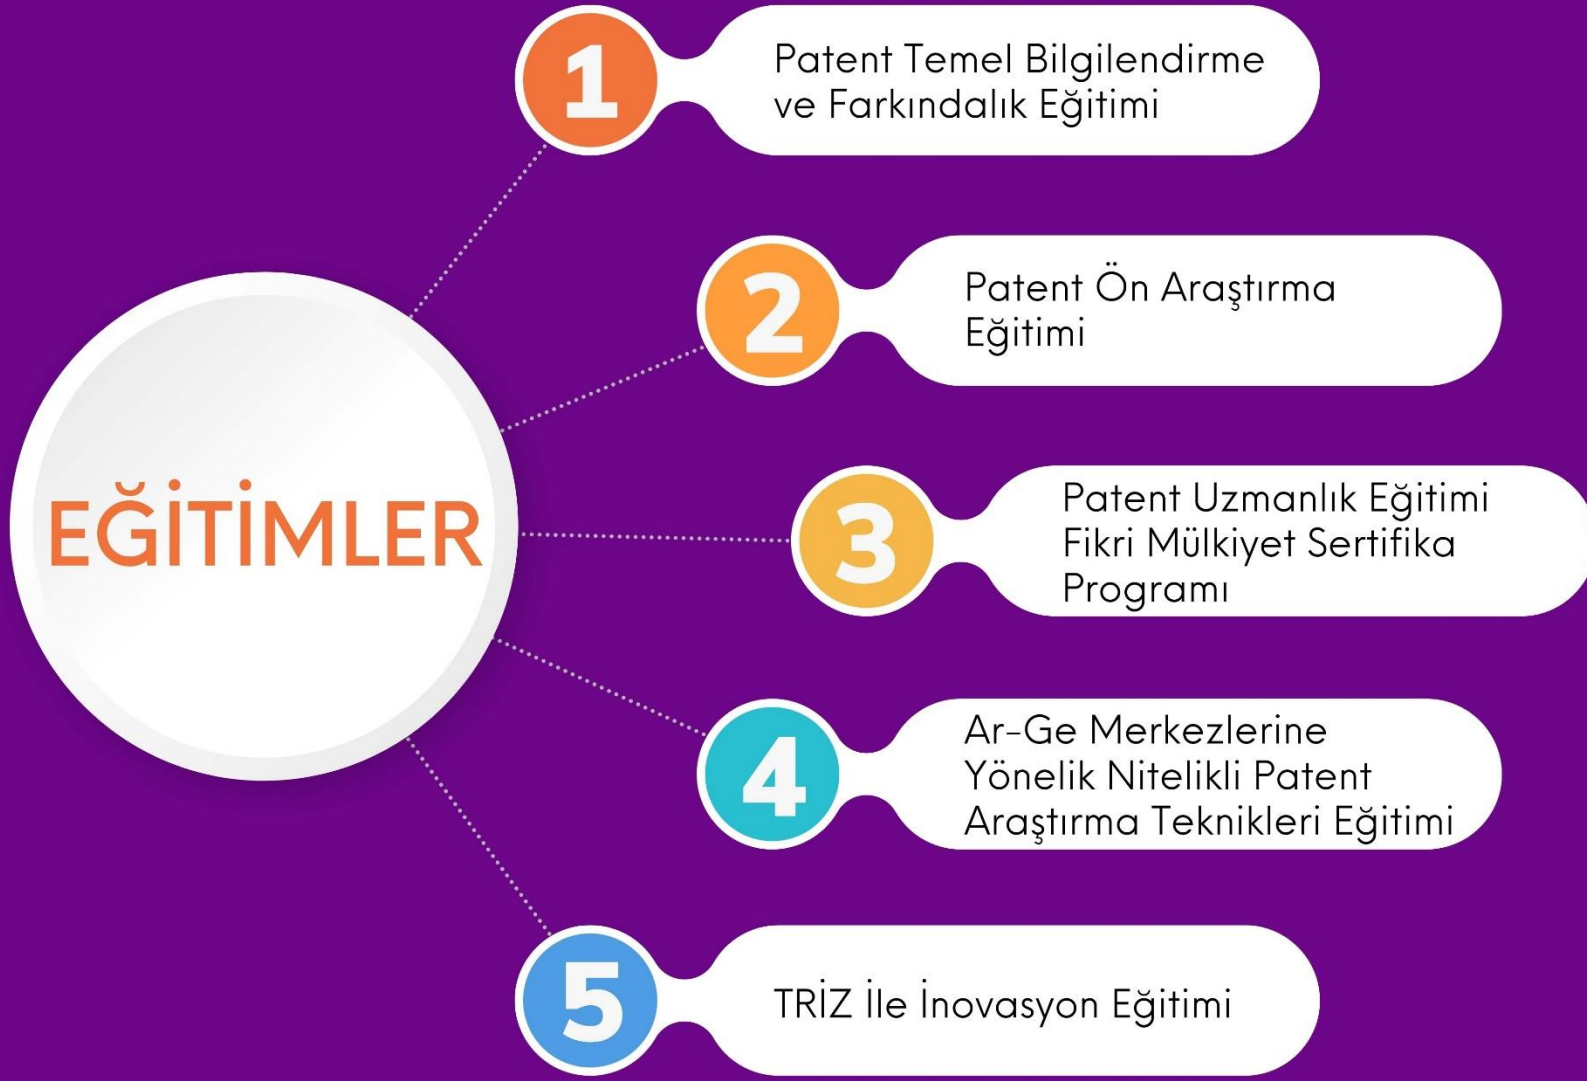 EĞİTİMLER
1
Patent Temel Bilgilendirme
ve Farkındalık Eğitimi
2
Patent Ön Araştırma
Eğitimi
3
Patent Uzmanlık Eğitimi
Fikri Mülkiyet Sertifika
Programı
4
Ar-Ge Merkezlerine
Yönelik Nitelikli Patent
Araştırma Teknikleri Eğitimi
5
TRİZ İle İnovasyon Eğitimi